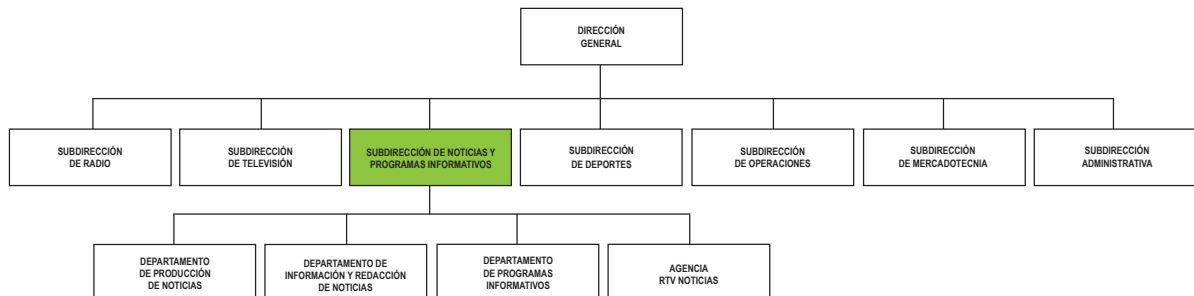 DIRECCIÓN
GENERAL
SUBDIRECCIÓN
DE RADIO
SUBDIRECCIÓN
DE TELEVISIÓN
SUBDIRECCIÓN DE NOTICIAS Y
PROGRAMAS INFORMATIVOS
SUBDIRECCIÓN
DE DEPORTES
SUBDIRECCIÓN
DE OPERACIONES
SUBDIRECCIÓN
DE MERCADOTECNIA
SUBDIRECCIÓN
ADMINISTRATIVA
DEPARTAMENTO
DE PRODUCCIÓN
DE NOTICIAS
DEPARTAMENTO DE
INFORMACIÓN Y REDACCIÓN
DE NOTICIAS
DEPARTAMENTO
DE PROGRAMAS
INFORMATIVOS
AGENCIA
RTV NOTICIAS